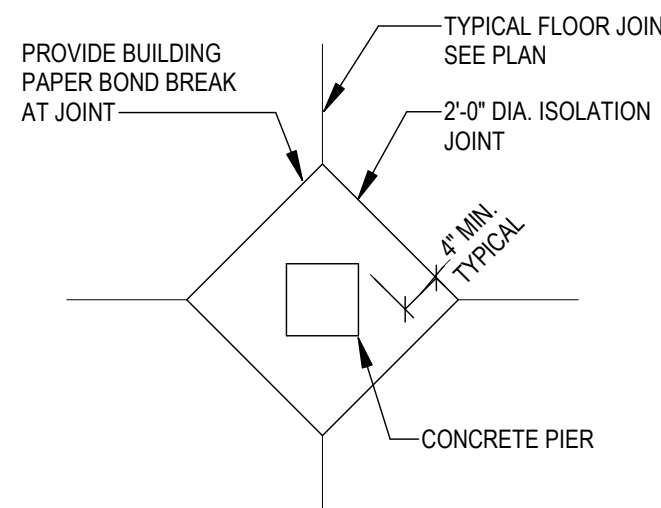 PROVIDE BUILDING
PAPER BOND BREAK
AT JOINT
TYPICAL FLOOR JOIN
SEE PLAN
2'-0" DIA. ISOLATION
JOINT
4" MIN.
TYPICAL
CONCRETE PIER